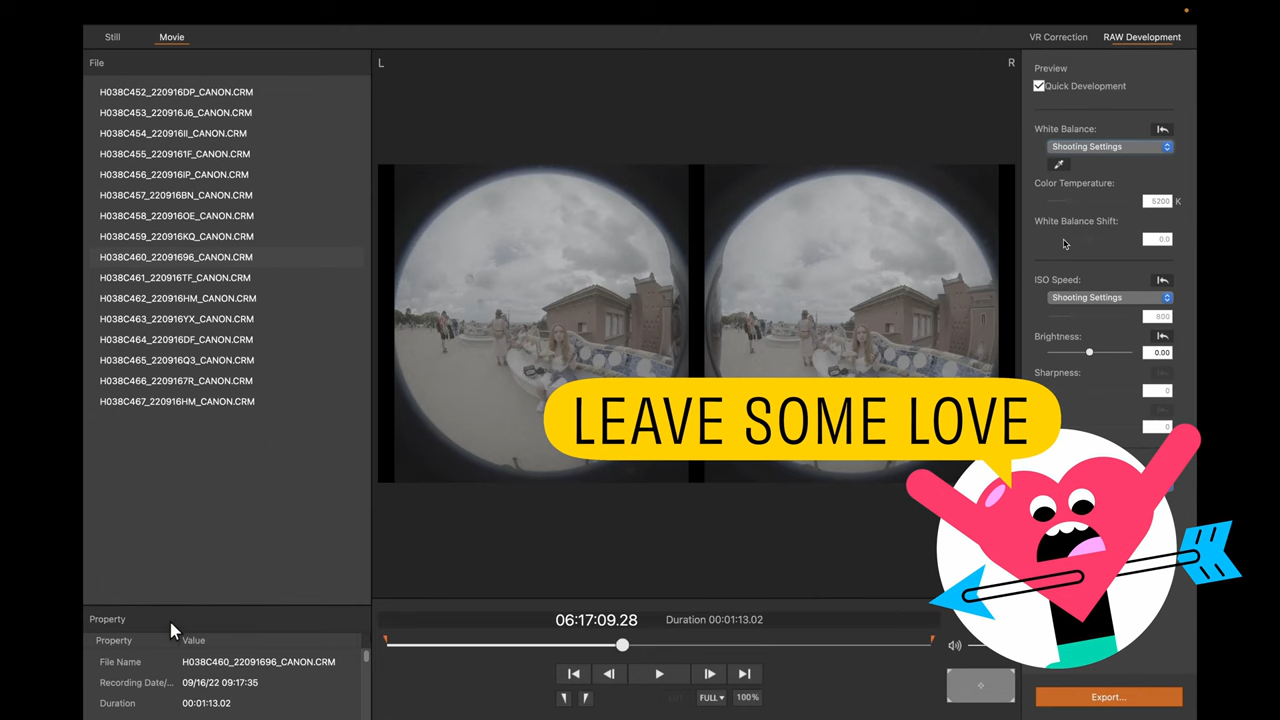 Still
Movie
VR Correction
RAW Development
File
L
R
H038C452_220916DP_CANON.CRM
H038C453_220916J6_CANON.CRM
H038C454_220916II_CANON.CRM
H038C455_2209161F_CANON.CRM
H038C456_220916IP_CANON.CRM
H038C457_220916BN_CANON.CRM
H038C458_220916OE_CANON.CRM
H038C459_220916KQ_CANON.CRM
H038C460_22091696_CANON.CRM
H038C461_220916TF_CANON.CRM
H038C462_220916HM_CANON.CRM
H038C463_220916YX_CANON.CRM
H038C464_220916DF_CANON.CRM
H038C465_220916Q3_CANON.CRM
H038C466_2209167R_CANON.CRM
H038C467_220916HM_CANON.CRM
Preview
Quick Development
White Balance:
Shooting Settings
Color Temperature:
5200 K
White Balance Shift:
0.0
ISO Speed:
Shooting Settings
800
Brightness:
0.00
Sharpness:
0
0
LEAVE SOME LOVE
Property
Property Value
File Name H038C460_22091696_CANON.CRM
Recording Date/... 09/16/22 09:17:35
Duration 00:01:13.02
06:17:09.28
Duration 00:01:13.02
FULL
100%
Export...